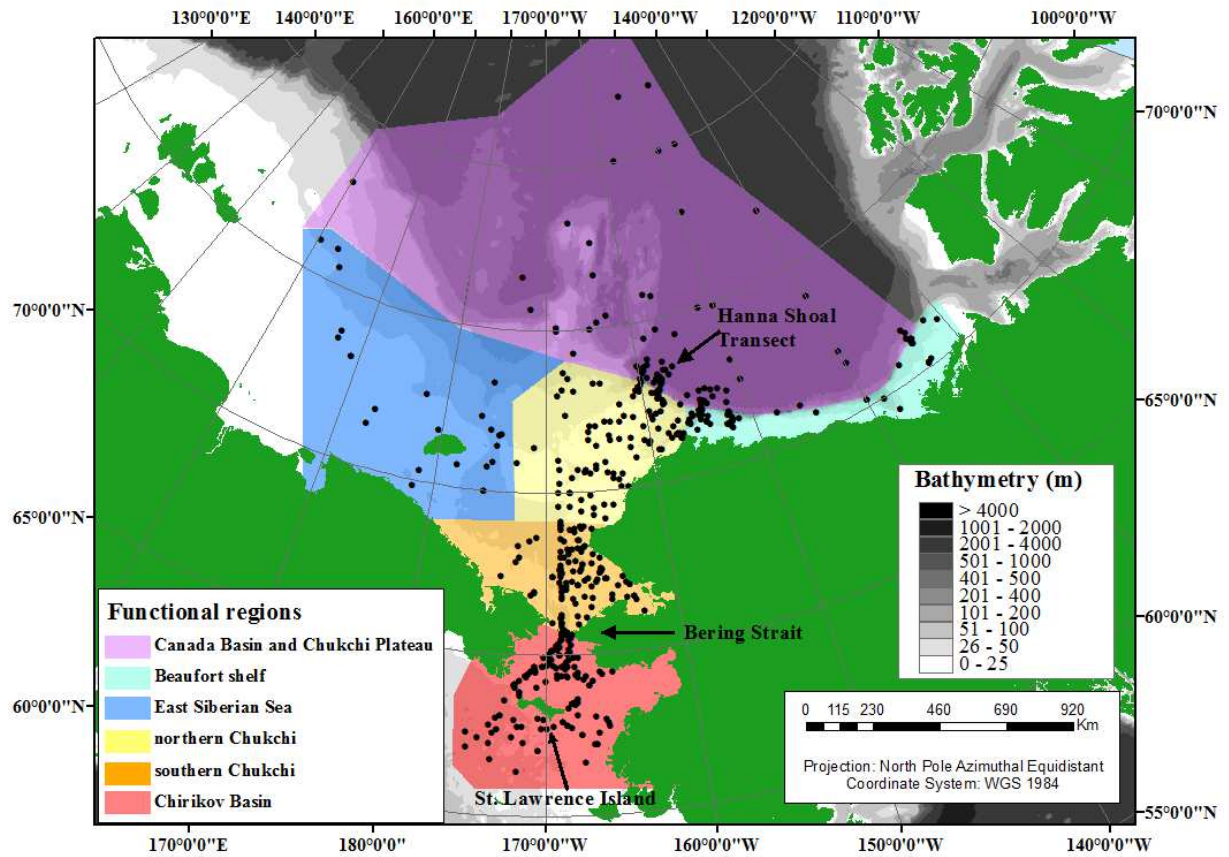 130°0'0"E 140°0'0"E 160°0'0"E 170°0'0"W 140°0'0"W 120°0'0"W 110°0'0"W 100°0'0"W
70°0'0"N
70°0'0"N
Hanna Shoal
Transect
65°0'0"N
Bathymetry (m)
> 4000
1001 - 2000
2001 - 4000
501 - 1000
401 - 500
201 - 400
101 - 200
51 - 100
26 - 50
0 - 25
65°0'0"N
Functional regions
Canada Basin and Chukchi Plateau
Beaufort shelf
East Siberian Sea
northern Chukchi
southern Chukchi
Chirikov Basin
60°0'0"N
Bering Strait
60°0'0"N
0 115 230 460 690 920
Km
Projection: North Pole Azimuthal Equidistant
Coordinate System: WGS 1984
St. Lawrence Island
55°0'0"N
170°0'0"E 180°0'0" 170°0'0"W 160°0'0"W 150°0'0"W 140°0'0"W